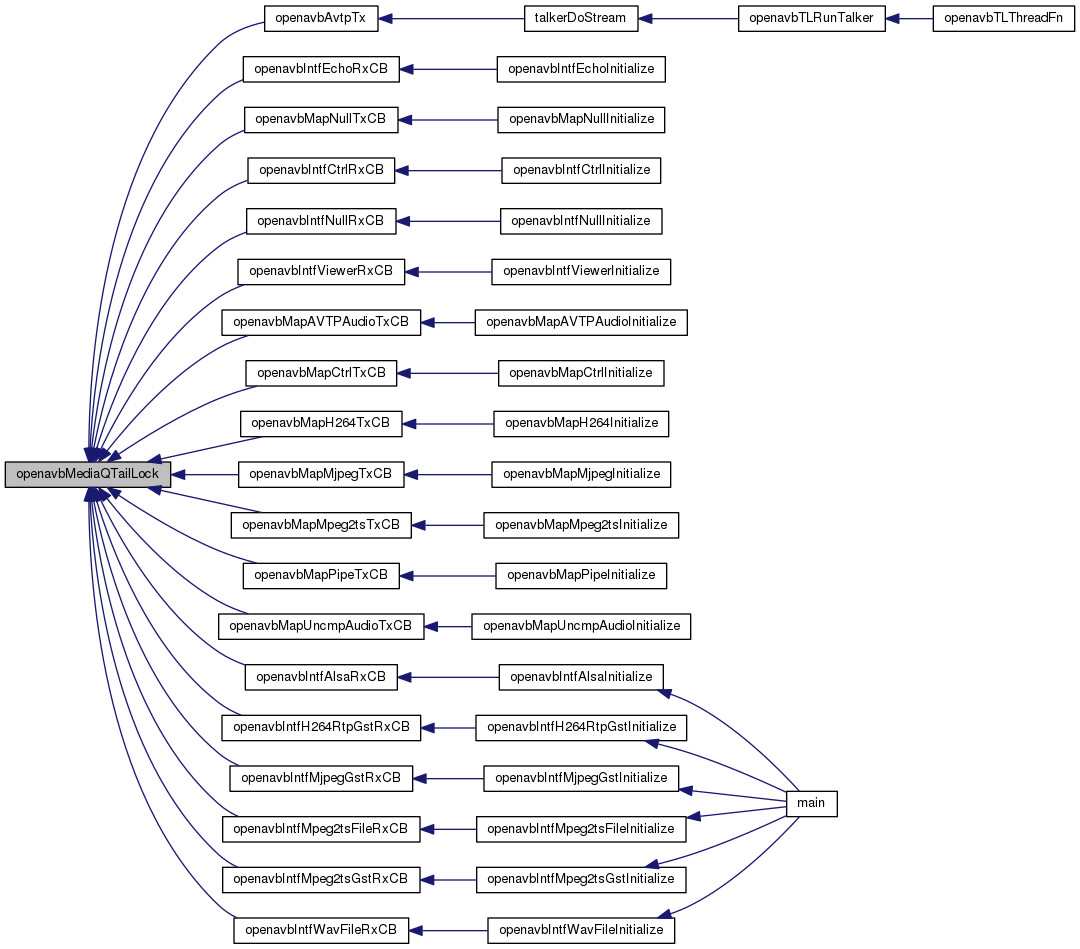 openavbAvtpTx talkerDoStream openavbTLRunTalker openavbTLThreadFn
openavbIntfEchoRxCB openavbIntfEchoInitialize
openavbMapNullTxCB openavbMapNullInitialize
openavbIntfCtrlRxCB openavbIntfCtrlInitialize
openavbIntfNullRxCB openavbIntfNullInitialize
openavbIntfViewerRxCB openavbIntfViewerInitialize
openavbMapAVTPAudioTxCB openavbMapAVTPAudioInitialize
openavbMapCtrlTxCB openavbMapCtrlInitialize
openavbMapH264TxCB openavbMapH264Initialize
openavbMediaQTailLock openavbMapMjpegTxCB openavbMapMjpegInitialize
openavbMapMpeg2tsTxCB openavbMapMpeg2tsInitialize
openavbMapPipeTxCB openavbMapPipeInitialize
openavbMapUncmpAudioTxCB openavbMapUncmpAudioInitialize
openavbIntfAlsaRxCB openavbIntfAlsaInitialize
openavbIntfH264RtpGstRxCB openavbIntfH264RtpGstInitialize
openavbIntfMjpegGstRxCB openavbIntfMjpegGstInitialize
main
openavbIntfMpeg2tsFileRxCB openavbIntfMpeg2tsFileInitialize
openavbIntfMpeg2tsGstRxCB openavbIntfMpeg2tsGstInitialize
openavbIntfWavFileRxCB openavbIntfWavFileInitialize